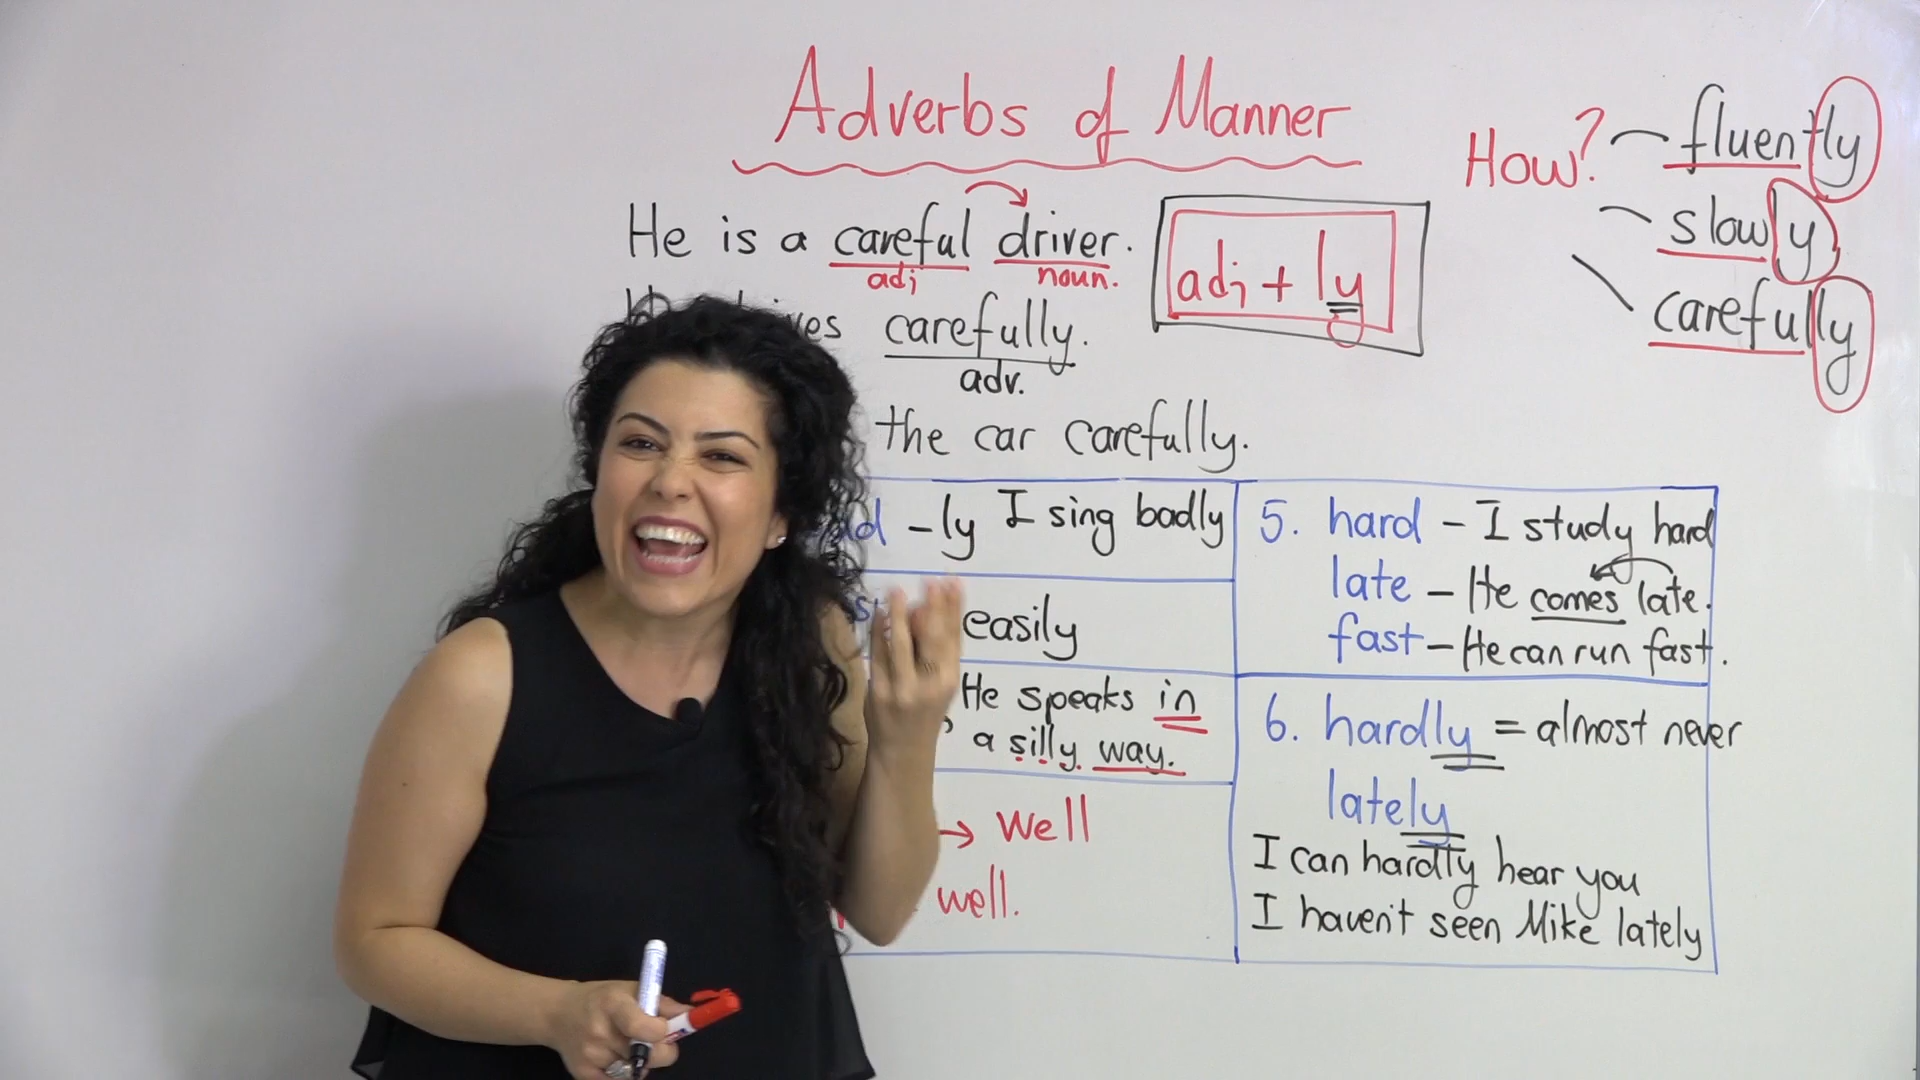 Adverbs of Manner
How?
fluently
slowly
carefully
He is a careful driver.
adj
noun.
adj + ly
carefully.
adv.
the car carefully.
-ly I sing badly
easily
He speaks in
a silly way.
→ well
well.
5. hard - I study hard
late - He comes late.
fast - He can run fast.
6. hardly = almost never
lately
I can hardly hear you
I haven't seen Mike lately